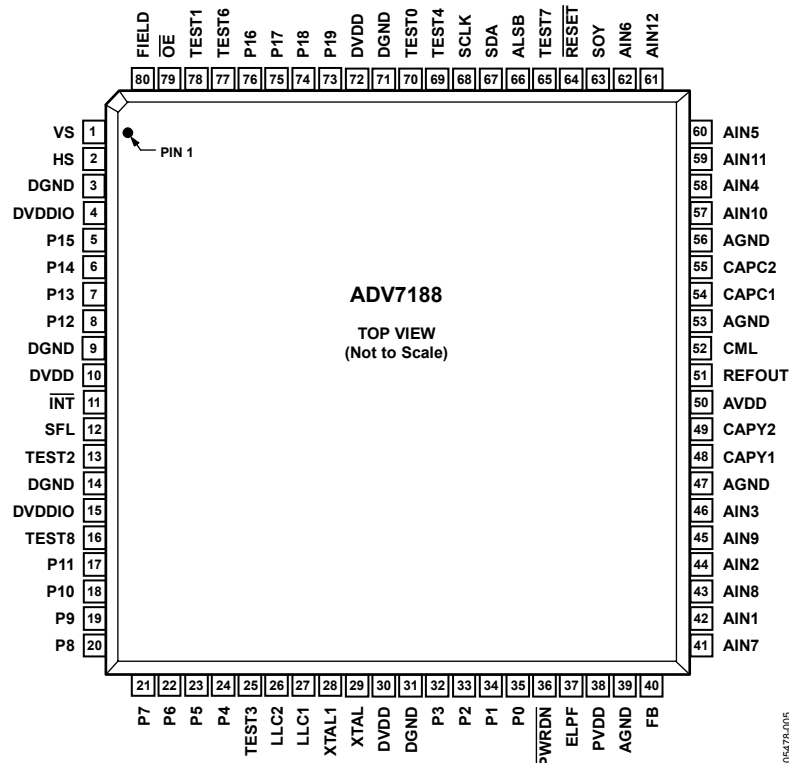 FIELD
OE
TEST1
TEST6
P16
P17
P18
P19
DVDD
DGND
TEST0
TEST4
SCLK
SDA
ALSB
TEST7
RESET
SOY
AIN6
AIN12
80 79 78 77 76 75 74 73 72 71 70 69 68 67 66 65 64 63 62 61
VS 1
HS 2
DGND 3
DVDDIO 4
P15 5
P14 6
P13 7
P12 8
DGND 9
DVDD 10
INT 11
SFL 12
TEST2 13
DGND 14
DVDDIO 15
TEST8 16
P11 17
P10 18
P9 19
P8 20
PIN 1
ADV7188
TOP VIEW
(Not to Scale)
60 AIN5
59 AIN11
58 AIN4
57 AIN10
56 AGND
55 CAPC2
54 CAPC1
53 AGND
52 CML
51 REFOUT
50 AVDD
49 CAPY2
48 CAPY1
47 AGND
46 AIN3
45 AIN9
44 AIN2
43 AIN8
42 AIN1
41 AIN7
21 22 23 24 25 26 27 28 29 30 31 32 33 34 35 36 37 38 39 40
P7
P6
P5
P4
TEST3
LLC2
LLC1
XTAL1
XTAL
DVDD
DGND
P3
P2
P1
P0
PWRDN
ELPF
PVDD
AGND
FB
05478-005